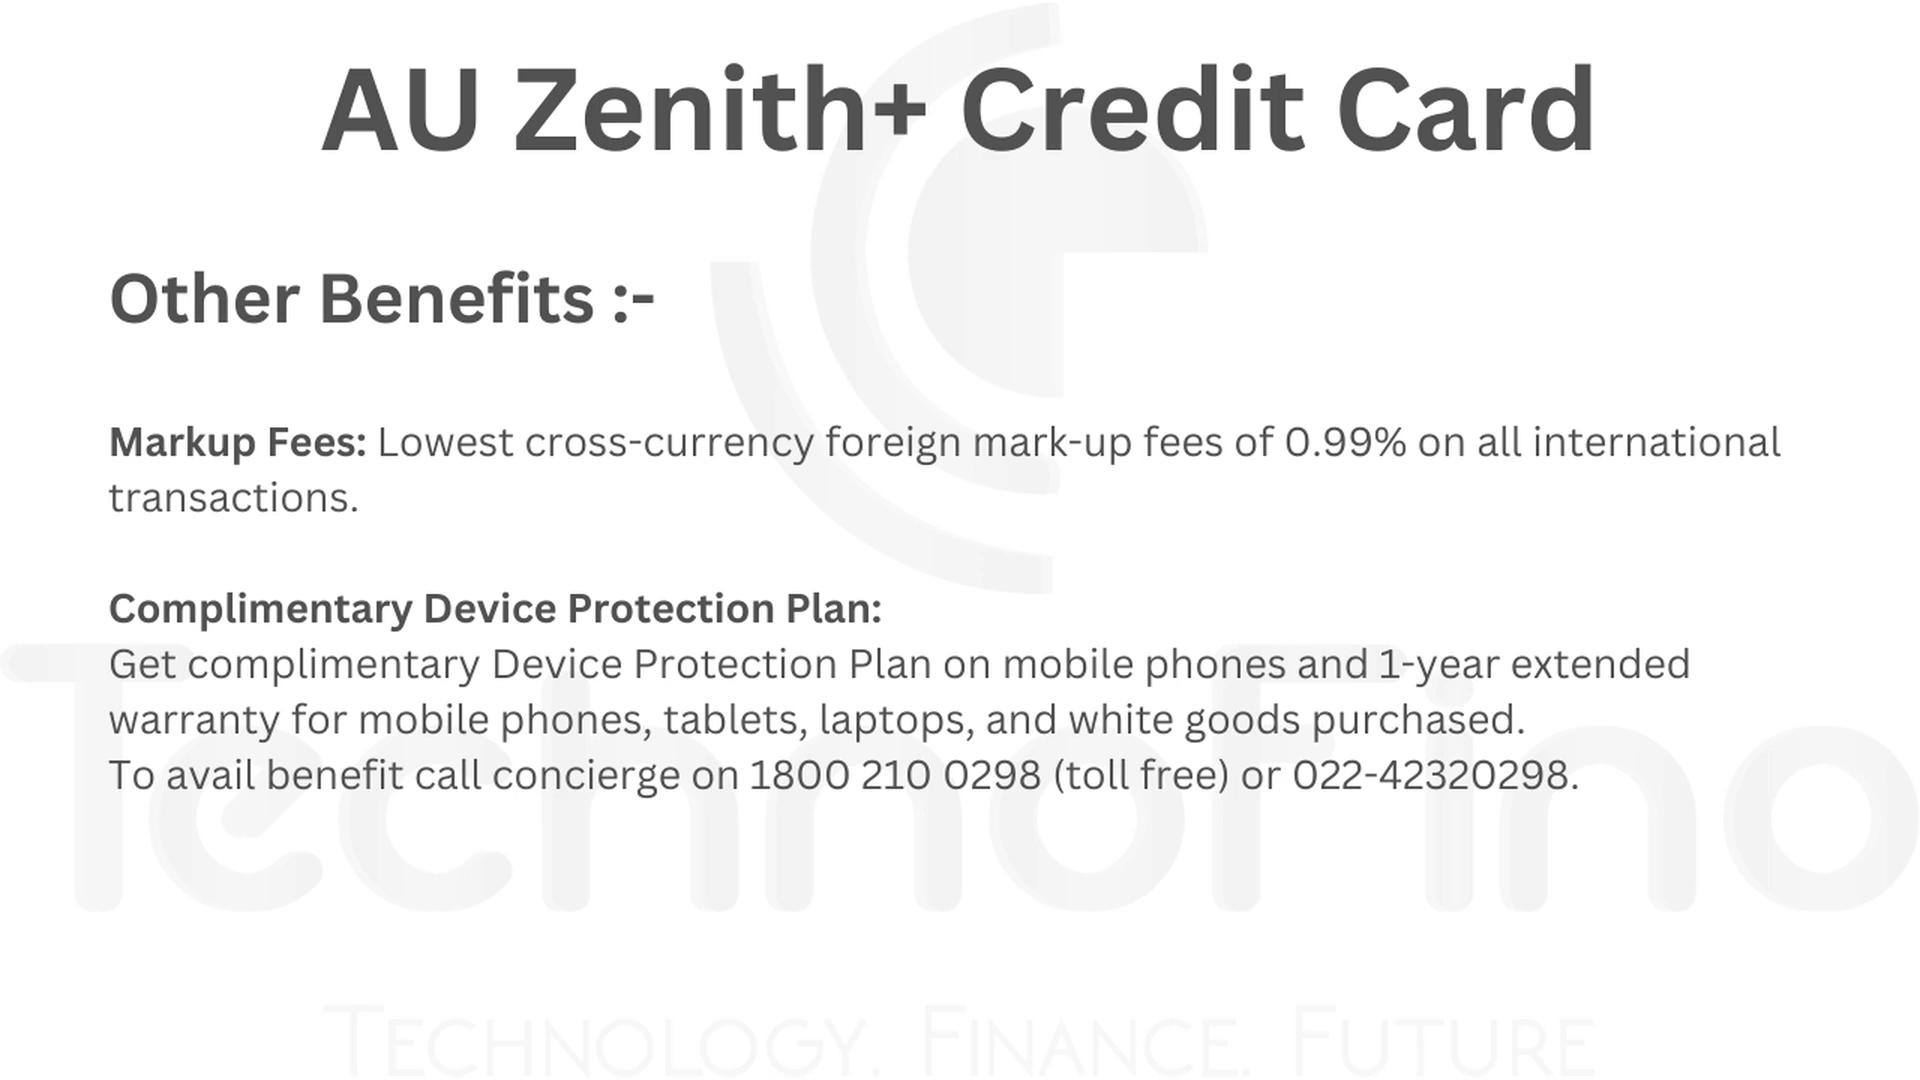 AU Zenith+ Credit Card
Other Benefits :-
Markup Fees: Lowest cross-currency foreign mark-up fees of 0.99% on all international
transactions.
Complimentary Device Protection Plan:
Get complimentary Device Protection Plan on mobile phones and 1-year extended
warranty for mobile phones, tablets, laptops, and white goods purchased.
To avail benefit call concierge on 1800 210 0298 (toll free) or 022-42320298.
TechnoFino
TECHNOLOGY. FINANCE. FUTURE